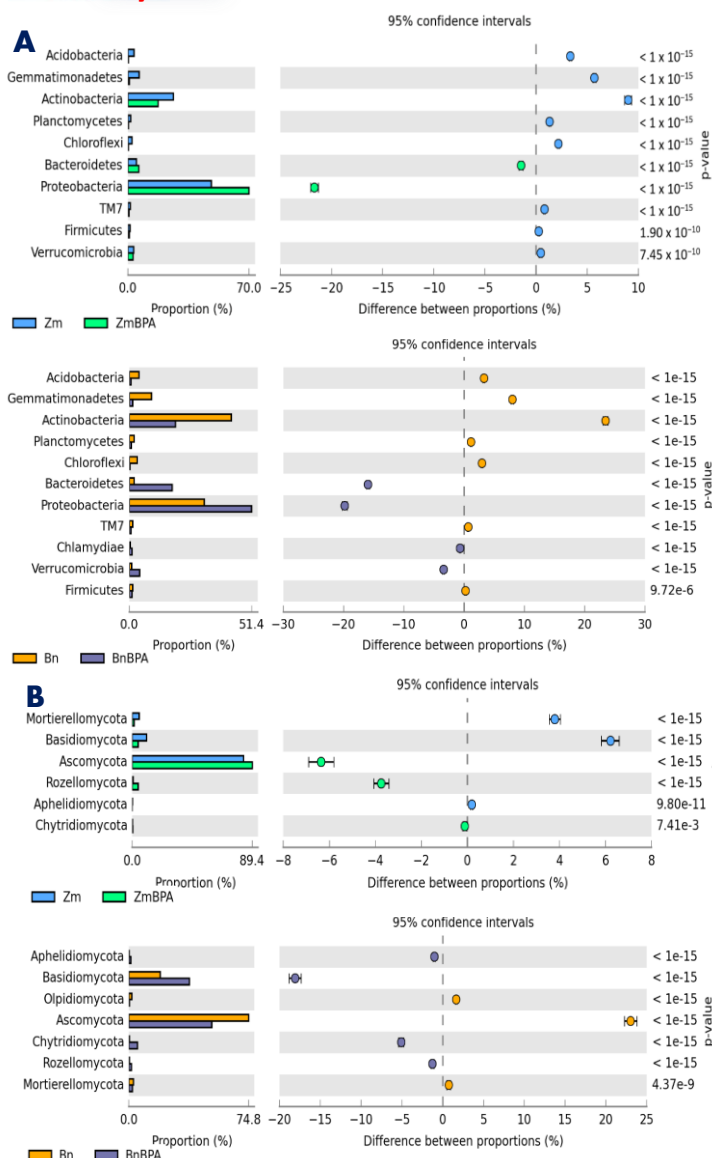 A
95% confidence intervals
Acidobacteria < 1 x 10⁻¹⁵
Gemmatimonadetes < 1 x 10⁻¹⁵
Actinobacteria < 1 x 10⁻¹⁵
Planctomycetes < 1 x 10⁻¹⁵
Chloroflexi < 1 x 10⁻¹⁵
Bacteroidetes < 1 x 10⁻¹⁵
Proteobacteria < 1 x 10⁻¹⁵
TM7 < 1 x 10⁻¹⁵
Firmicutes 1.90 x 10⁻¹⁰
Verrucomicrobia 7.45 x 10⁻¹⁰
p-value
0.0 70.0 −25 −20 −15 −10 −5 0 5 10
Proportion (%) Difference between proportions (%)
Zm ZmBPA
95% confidence intervals
Acidobacteria < 1e-15
Gemmatimonadetes < 1e-15
Actinobacteria < 1e-15
Planctomycetes < 1e-15
Chloroflexi < 1e-15
Bacteroidetes < 1e-15
Proteobacteria < 1e-15
TM7 < 1e-15
Chlamydiae < 1e-15
Verrucomicrobia < 1e-15
Firmicutes 9.72e-6
p-value
0.0 51.4 −30 −20 −10 0 10 20 30
Proportion (%) Difference between proportions (%)
Bn BnBPA
B
95% confidence intervals
Mortierellomycota < 1e-15
Basidiomycota < 1e-15
Ascomycota < 1e-15
Rozellomycota < 1e-15
Aphelidiomycota 9.80e-11
Chytridiomycota 7.41e-3
0.0 89.4 −8 −6 −4 −2 0 2 4 6 8
Proportion (%) Difference between proportions (%)
Zm ZmBPA
95% confidence intervals
Aphelidiomycota < 1e-15
Basidiomycota < 1e-15
Olpidiomycota < 1e-15
Ascomycota < 1e-15
Chytridiomycota < 1e-15
Rozellomycota < 1e-15
Mortierellomycota 4.37e-9
p-value
0.0 74.8 −20 −15 −10 −5 0 5 10 15 20 25
Proportion (%) Difference between proportions (%)
Bn BnBPA